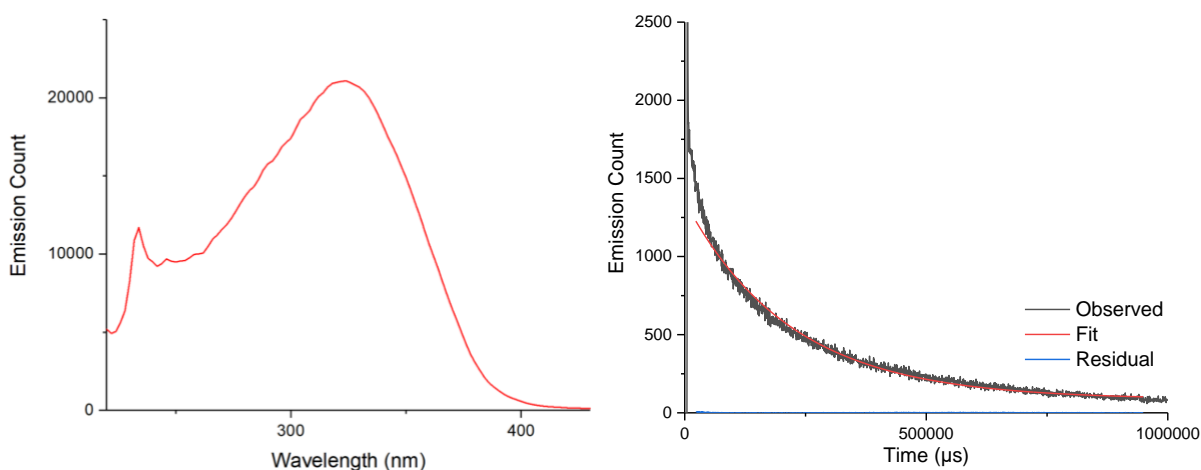 20000
10000
0
Emission Count
300
400
Wavelength (nm)
2500
2000
1500
1000
500
0
Emission Count
Observed
Fit
Residual
0
500000
1000000
Time (µs)